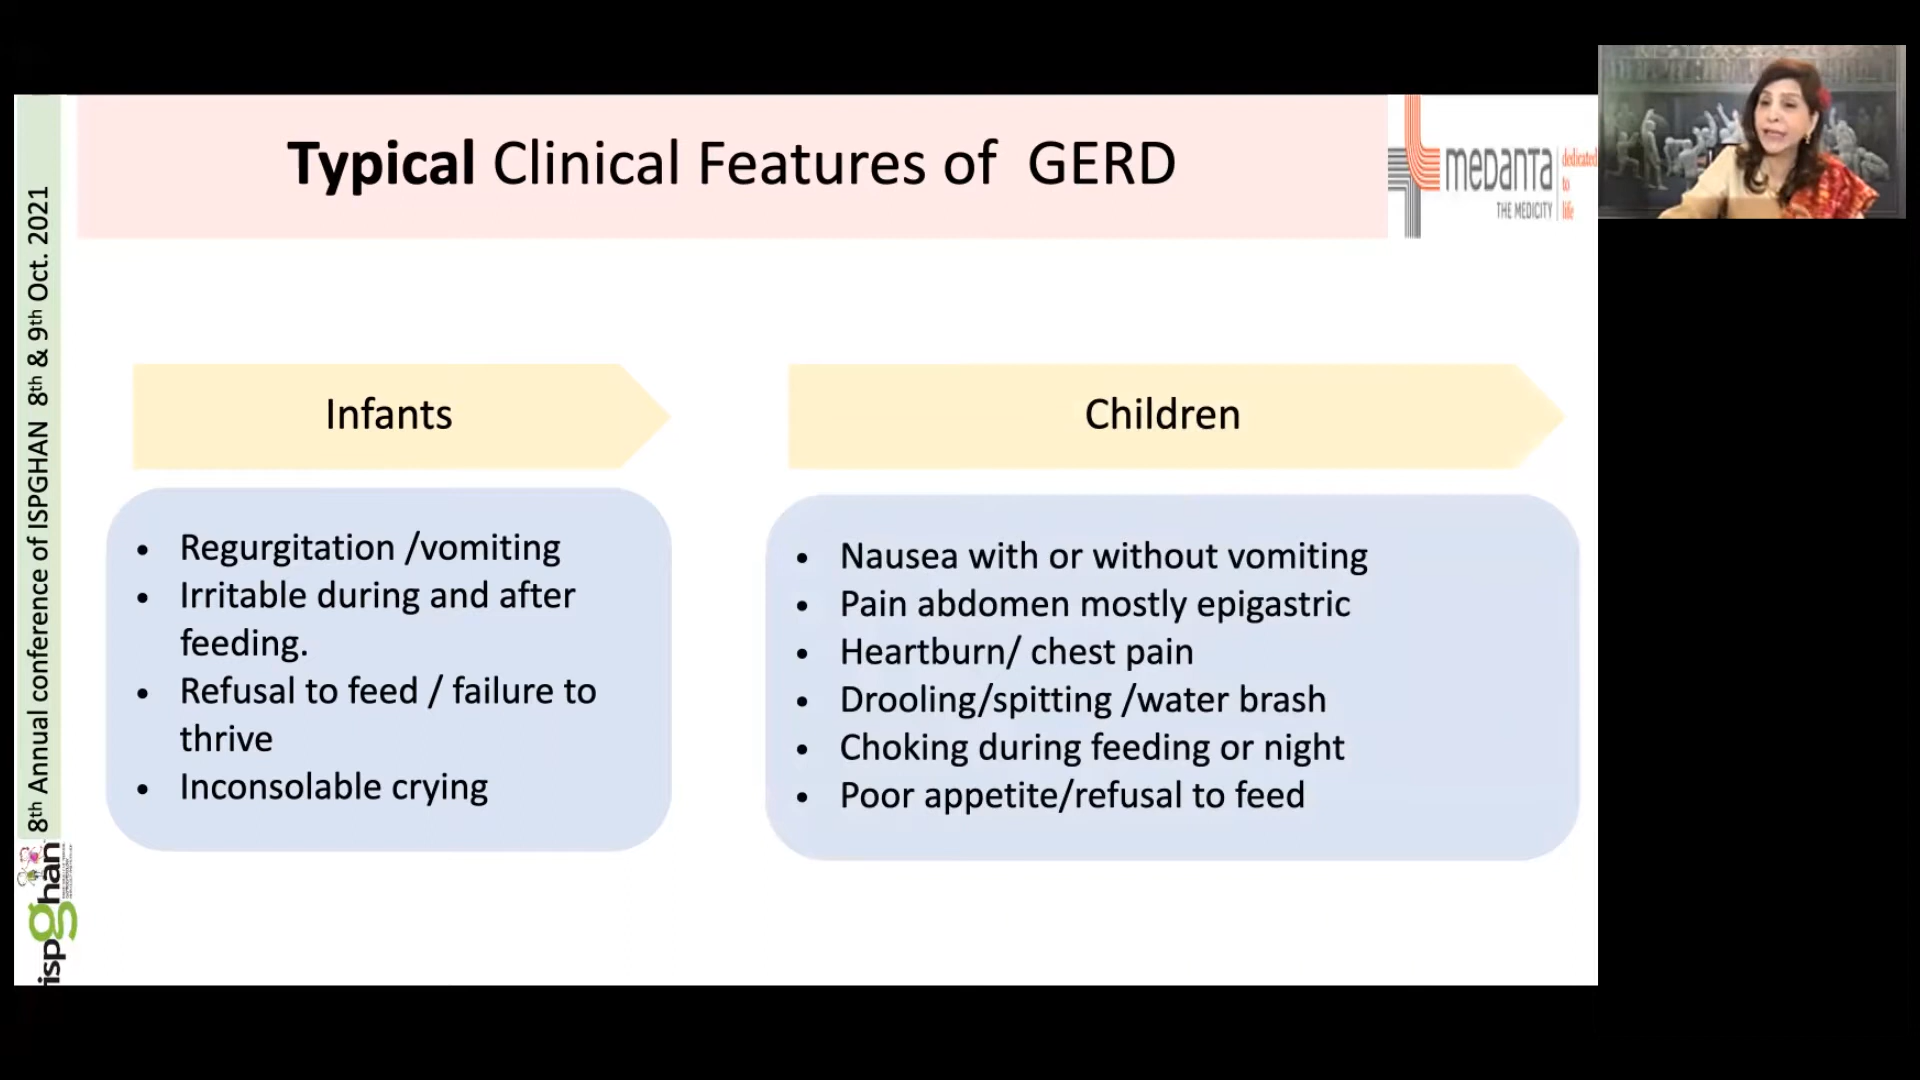 Typical Clinical Features of GERD
medanta
THE MEDICITY
dedicated
to
life
8th Annual conference of ISPGHAN 8th & 9th Oct. 2021
ispghan
Infants
• Regurgitation /vomiting
• Irritable during and after
feeding.
• Refusal to feed / failure to
thrive
• Inconsolable crying
Children
• Nausea with or without vomiting
• Pain abdomen mostly epigastric
• Heartburn/ chest pain
• Drooling/spitting /water brash
• Choking during feeding or night
• Poor appetite/refusal to feed